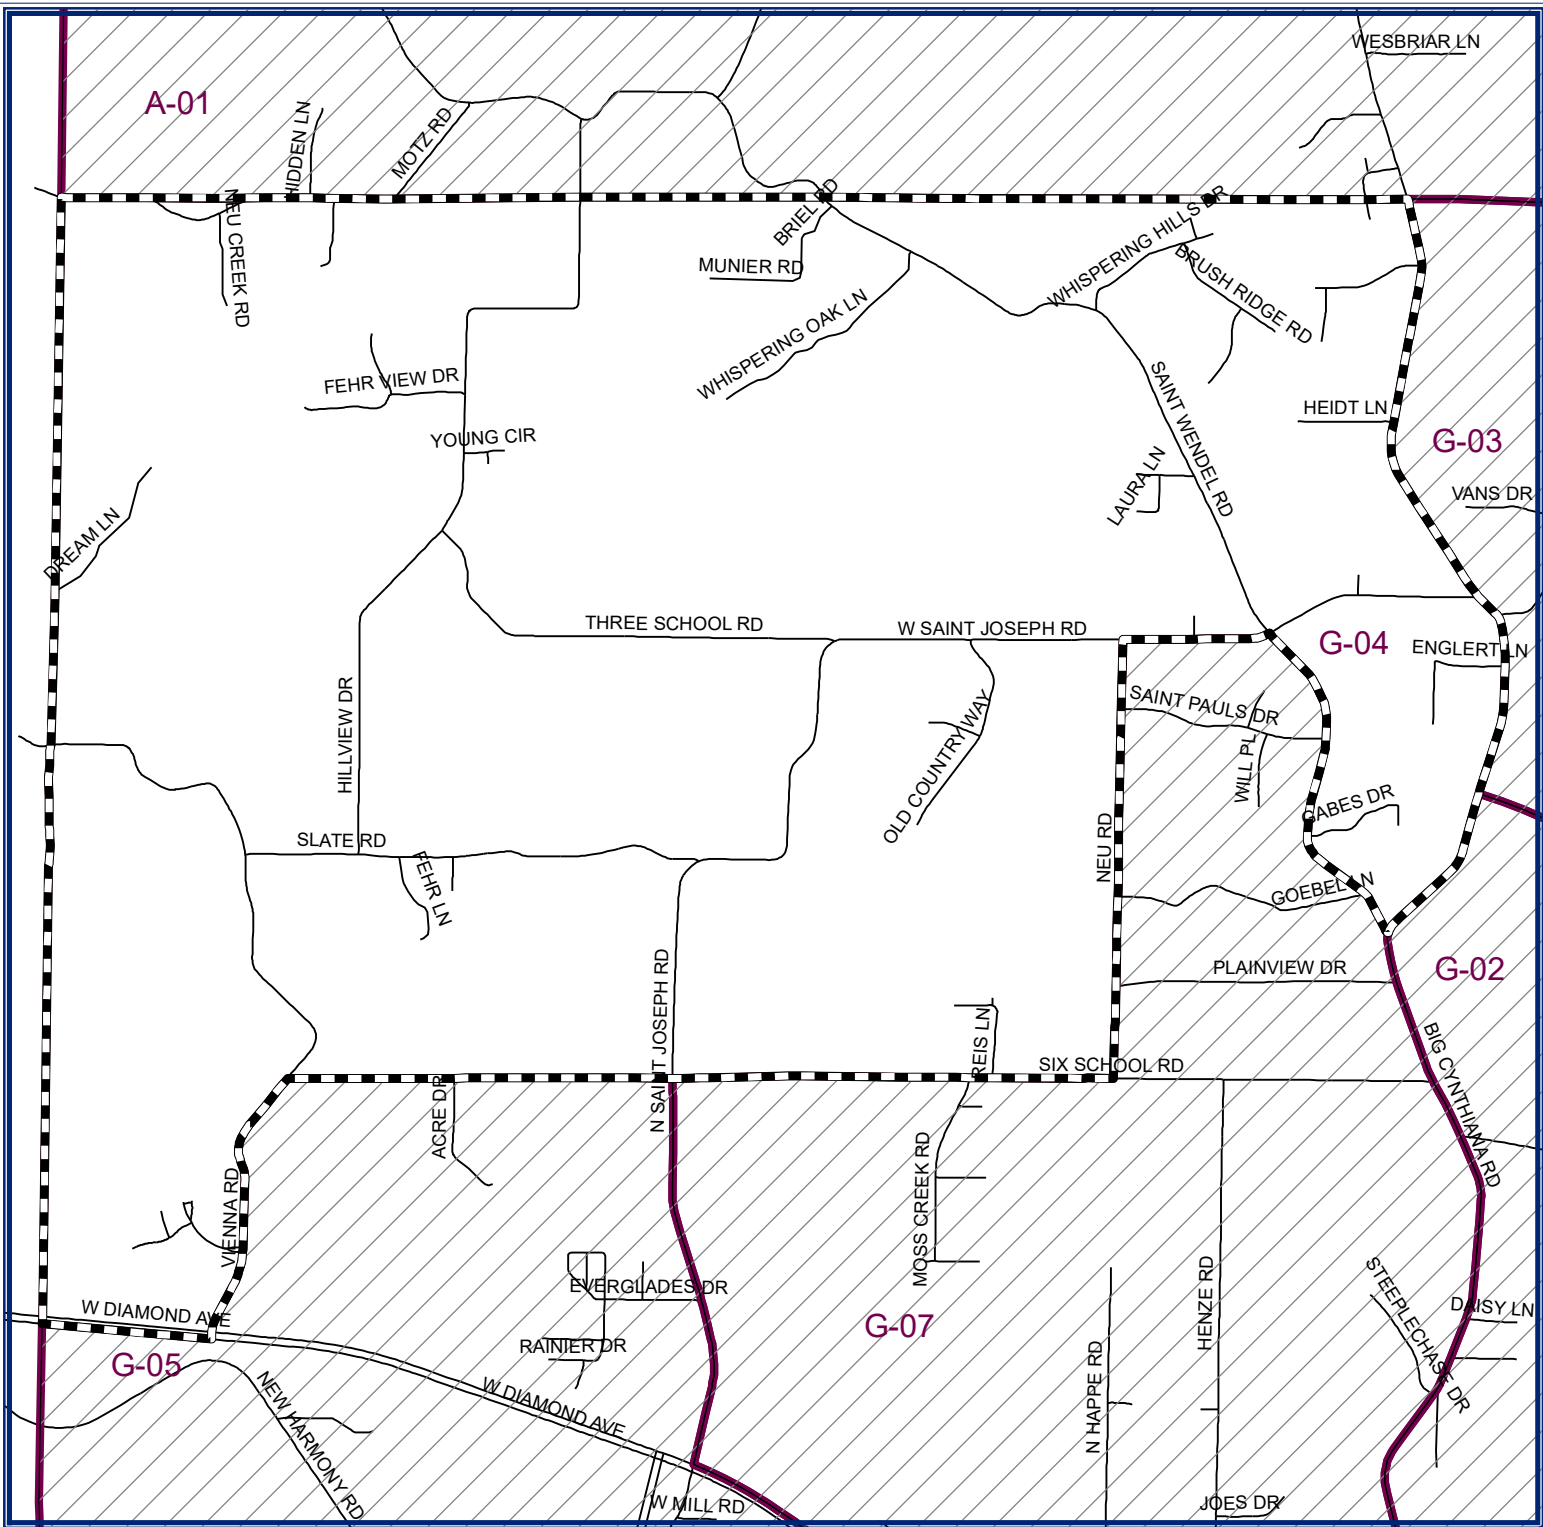 WESBRIAR LN
A-01
HIDDEN LN
MOTZ RD
NEU CREEK RD
BRIEL RD
MUNIER RD
WHISPERING HILLS DR
BRUSH RIDGE RD
WHISPERING OAK LN
FEHR VIEW DR
YOUNG CIR
SAINT WENDEL RD
HEIDT LN
G-03
LAURA LN
VANS DR
DREAM LN
THREE SCHOOL RD
W SAINT JOSEPH RD
G-04
ENGLERT LN
HILLVIEW DR
SAINT PAULS DR
OLD COUNTRY WAY
WILL PL
GABES DR
SLATE RD
FEHR LN
NEU RD
GOEBEL LN
PLAINVIEW DR
G-02
N SAINT JOSEPH RD
REIS LN
SIX SCHOOL RD
BIG CYNTHIANA RD
ACRE DR
VIENNA RD
MOSS CREEK RD
EVERGLADES DR
HENZE RD
STEEPLECHASE DR
DAISY LN
W DIAMOND AVE
G-07
RAINIER DR
G-05
N HAPPE RD
NEW HARMONY RD
W DIAMOND AVE
W MILL RD
JOES DR